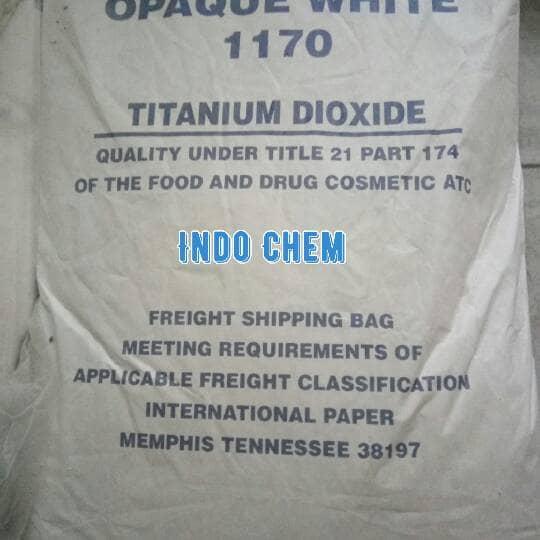 OPAQUE WHITE
1170
TITANIUM DIOXIDE
QUALITY UNDER TITLE 21 PART 174
OF THE FOOD AND DRUG COSMETIC ATC
INDO CHEM
FREIGHT SHIPPING BAG
MEETING REQUIREMENTS OF
APPLICABLE FREIGHT CLASSIFICATION
INTERNATIONAL PAPER
MEMPHIS TENNESSEE 38197